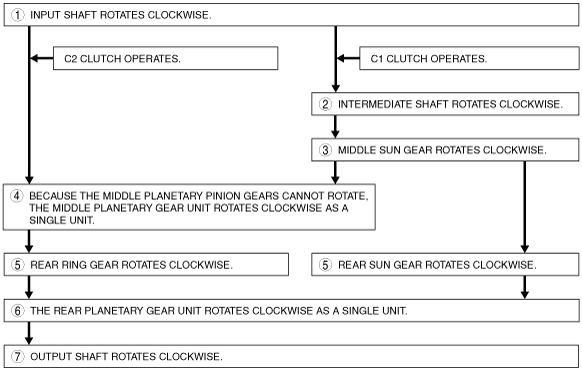 ① INPUT SHAFT ROTATES CLOCKWISE.
C2 CLUTCH OPERATES.
C1 CLUTCH OPERATES.
② INTERMEDIATE SHAFT ROTATES CLOCKWISE.
③ MIDDLE SUN GEAR ROTATES CLOCKWISE.
④ BECAUSE THE MIDDLE PLANETARY PINION GEARS CANNOT ROTATE,
THE MIDDLE PLANETARY GEAR UNIT ROTATES CLOCKWISE AS A
SINGLE UNIT.
⑤ REAR RING GEAR ROTATES CLOCKWISE.
⑤ REAR SUN GEAR ROTATES CLOCKWISE.
⑥ THE REAR PLANETARY GEAR UNIT ROTATES CLOCKWISE AS A SINGLE UNIT.
⑦ OUTPUT SHAFT ROTATES CLOCKWISE.